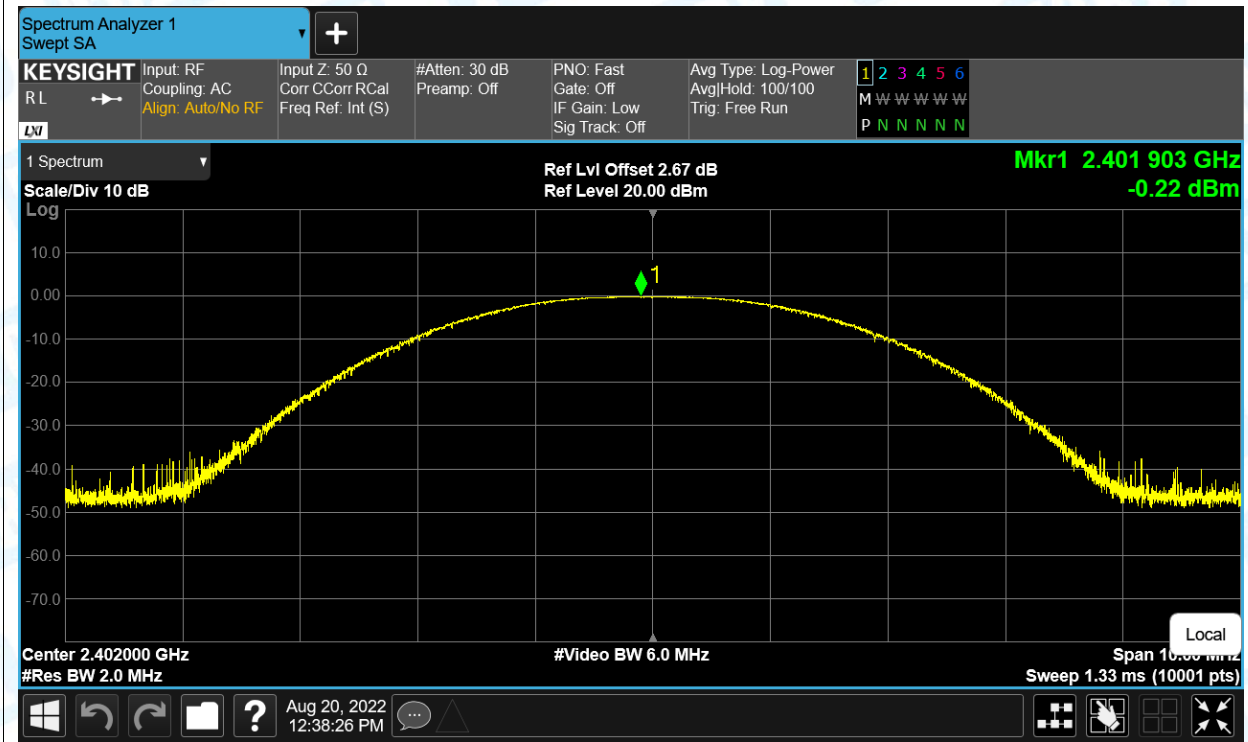 Spectrum Analyzer 1
Swept SA
KEYSIGHT
R L
LXI
Input: RF
Coupling: AC
Align: Auto/No RF
Input Z: 50 Ω
Corr CCorr RCal
Freq Ref: Int (S)
#Atten: 30 dB
Preamp: Off
PNO: Fast
Gate: Off
IF Gain: Low
Sig Track: Off
Avg Type: Log-Power
Avg|Hold: 100/100
Trig: Free Run
1 2 3 4 5 6
M W W W W W
P N N N N N
1 Spectrum
Scale/Div 10 dB
Log
Ref Lvl Offset 2.67 dB
Ref Level 20.00 dBm
Mkr1 2.401 903 GHz
-0.22 dBm
10.0
0.00
-10.0
-20.0
-30.0
-40.0
-50.0
-60.0
-70.0
1
Local
Center 2.402000 GHz
#Res BW 2.0 MHz
#Video BW 6.0 MHz
Span 10.00 MHz
Sweep 1.33 ms (10001 pts)
?
Aug 20, 2022
12:38:26 PM